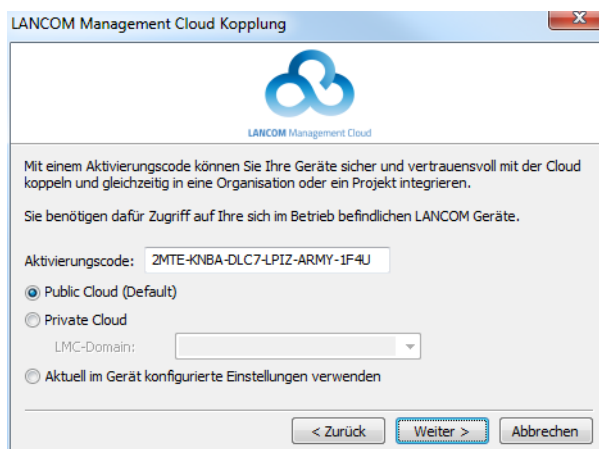 LANCOM Management Cloud Kopplung
LANCOM Management Cloud
Mit einem Aktivierungscode können Sie Ihre Geräte sicher und vertrauensvoll mit der Cloud
koppeln und gleichzeitig in eine Organisation oder ein Projekt integrieren.
Sie benötigen dafür Zugriff auf Ihre sich im Betrieb befindlichen LANCOM Geräte.
Aktivierungscode: 2MTE-KNBA-DLC7-LPIZ-ARMY-1F4U
Public Cloud (Default)
Private Cloud
LMC-Domain:
Aktuell im Gerät konfigurierte Einstellungen verwenden
< Zurück Weiter > Abbrechen